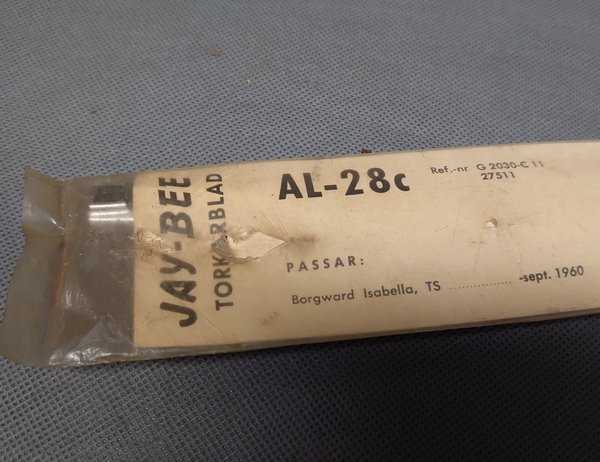 JAY-BEE
TORKARBLAD
AL-28c
Ref.-nr G 2030-C 11
27511
PASSAR:
Borgward Isabella, TS .................. -sept. 1960